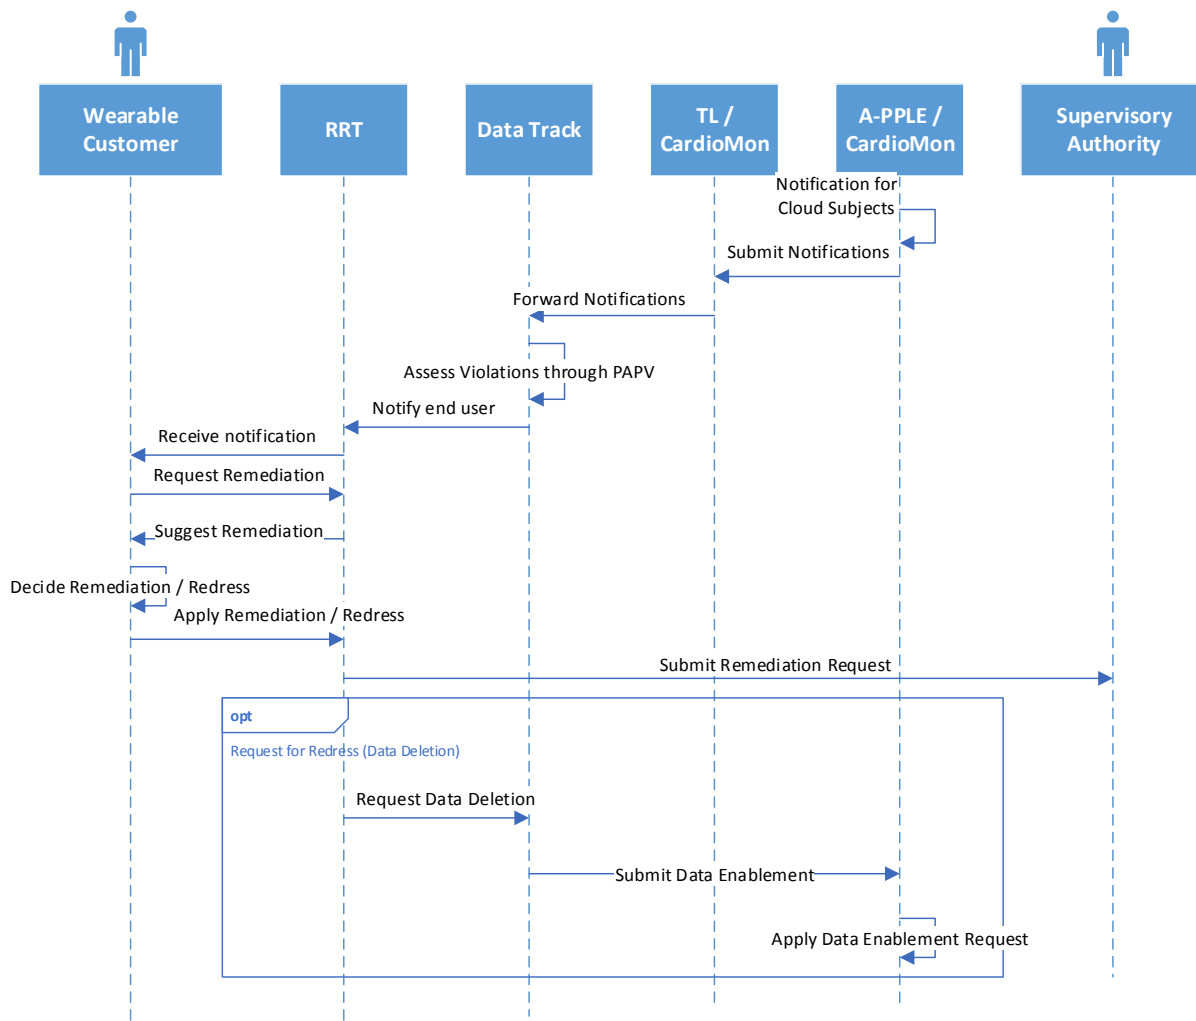 Wearable
Customer
RRT
Data Track
TL /
CardioMon
A-PPLE /
CardioMon
Supervisory
Authority
Notification for
Cloud Subjects
Submit Notifications
Forward Notifications
Assess Violations through PAPV
Notify end user
Receive notification
Request Remediation
Suggest Remediation
Decide Remediation / Redress
Apply Remediation / Redress
Submit Remediation Request
opt
Request for Redress (Data Deletion)
Request Data Deletion
Submit Data Enablement
Apply Data Enablement Request